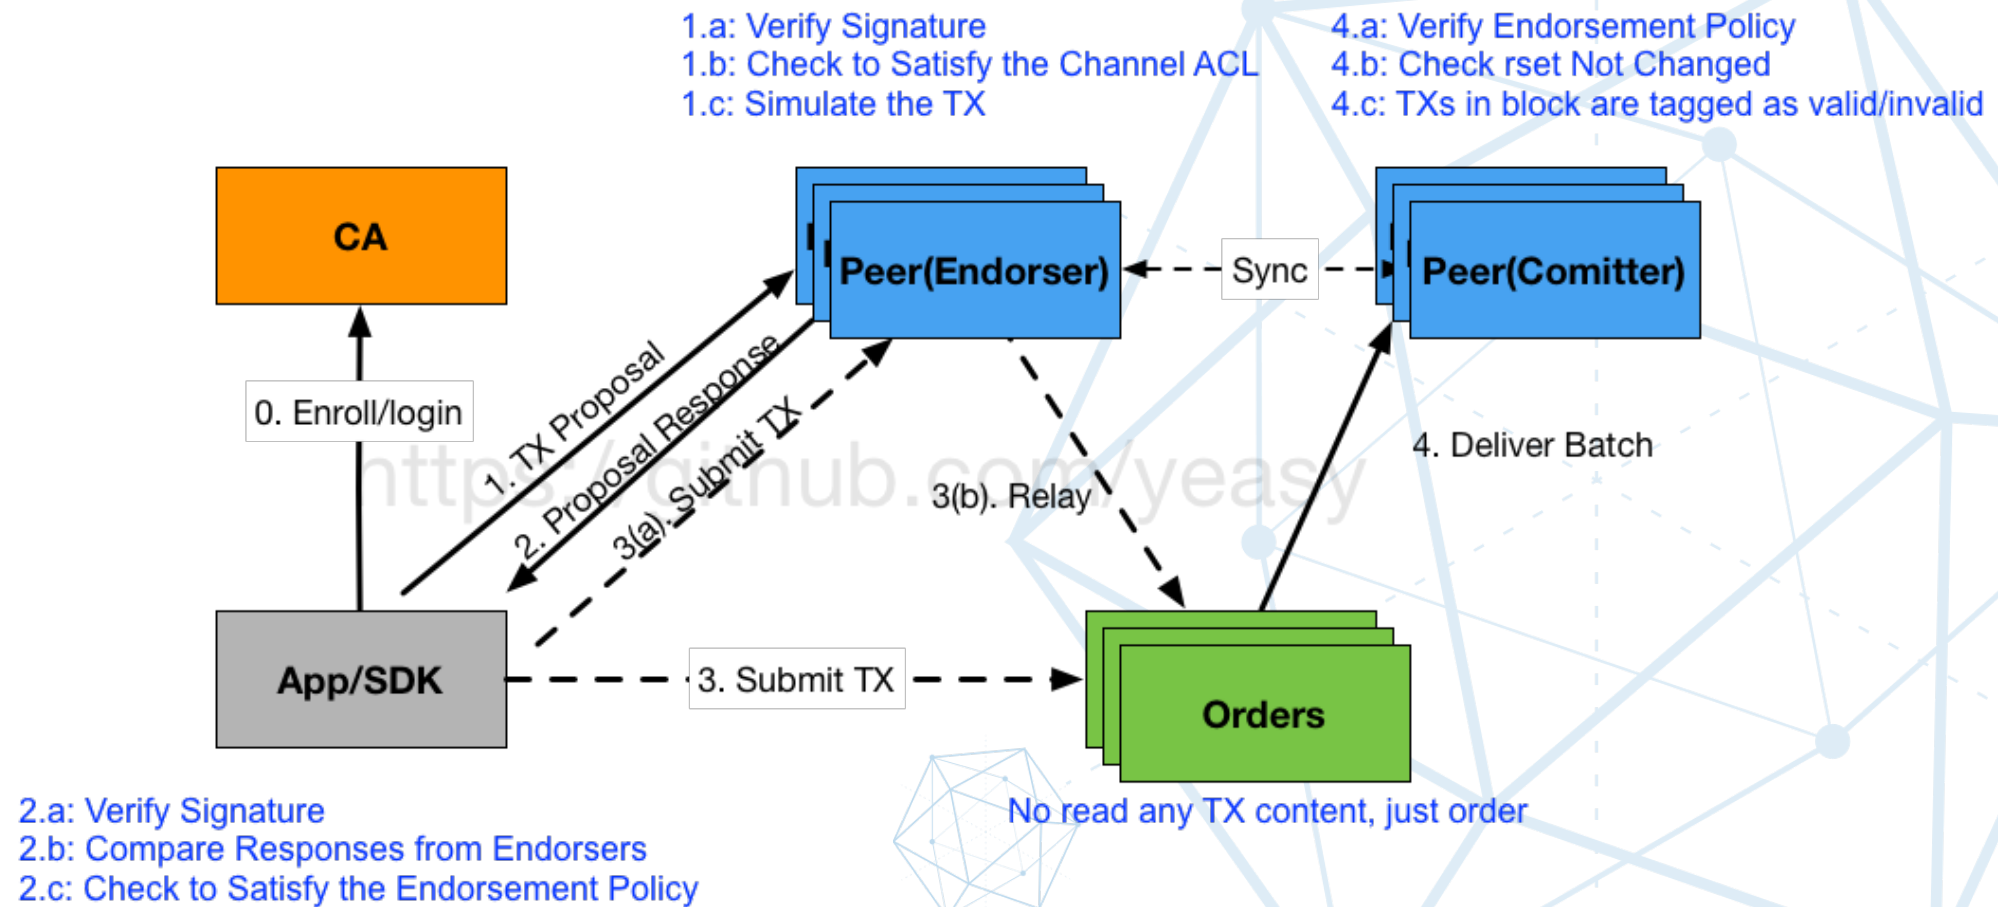 1.a: Verify Signature
1.b: Check to Satisfy the Channel ACL
1.c: Simulate the TX
4.a: Verify Endorsement Policy
4.b: Check rset Not Changed
4.c: TXs in block are tagged as valid/invalid
CA
Peer(Endorser)
Sync
Peer(Comitter)
0. Enroll/login
1. TX Proposal
2. Proposal Response
3(a). Submit TX
3(b). Relay
4. Deliver Batch
https://github.com/yeasy
App/SDK
3. Submit TX
Orders
No read any TX content, just order
2.a: Verify Signature
2.b: Compare Responses from Endorsers
2.c: Check to Satisfy the Endorsement Policy